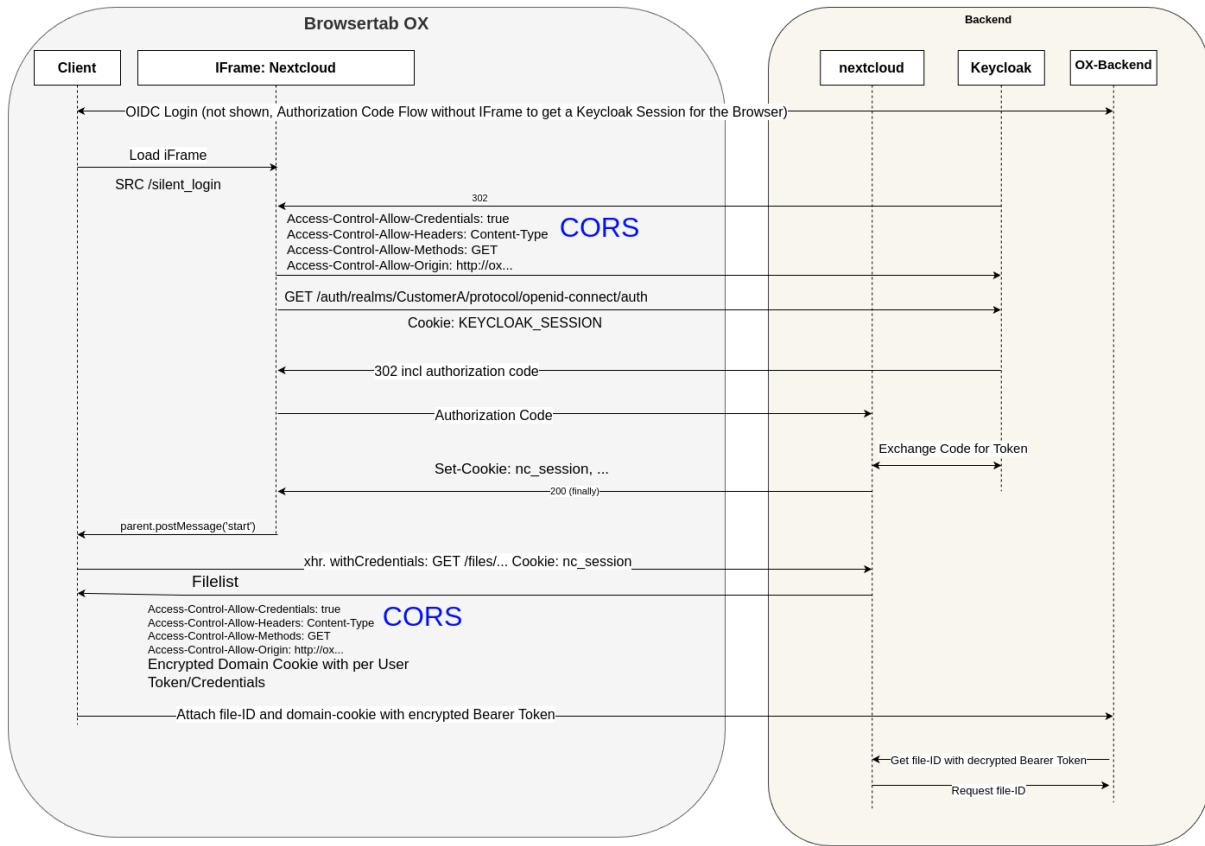 Browsertab OX
Backend
Client
IFrame: Nextcloud
nextcloud
Keycloak
OX-Backend
OIDC Login (not shown, Authorization Code Flow without IFrame to get a Keycloak Session for the Browser)
Load iFrame
SRC /silent_login
302
Access-Control-Allow-Credentials: true
Access-Control-Allow-Headers: Content-Type
Access-Control-Allow-Methods: GET
Access-Control-Allow-Origin: http://ox...
CORS
GET /auth/realms/CustomerA/protocol/openid-connect/auth
Cookie: KEYCLOAK_SESSION
302 incl authorization code
Authorization Code
Exchange Code for Token
Set-Cookie: nc_session, ...
200 (finally)
parent.postMessage('start')
xhr. withCredentials: GET /files/... Cookie: nc_session
Filelist
Access-Control-Allow-Credentials: true
Access-Control-Allow-Headers: Content-Type
Access-Control-Allow-Methods: GET
Access-Control-Allow-Origin: http://ox...
CORS
Encrypted Domain Cookie with per User
Token/Credentials
Attach file-ID and domain-cookie with encrypted Bearer Token
Get file-ID with decrypted Bearer Token
Request file-ID